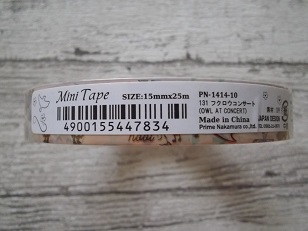 Mini Tape
SIZE:15mmx25m
4900155447834
PN-1414-10
131 フクロウコンサート
(OWL AT CONCERT)
Made in China
Prime Nakamura co.,Inc.
JAPAN DESIGN